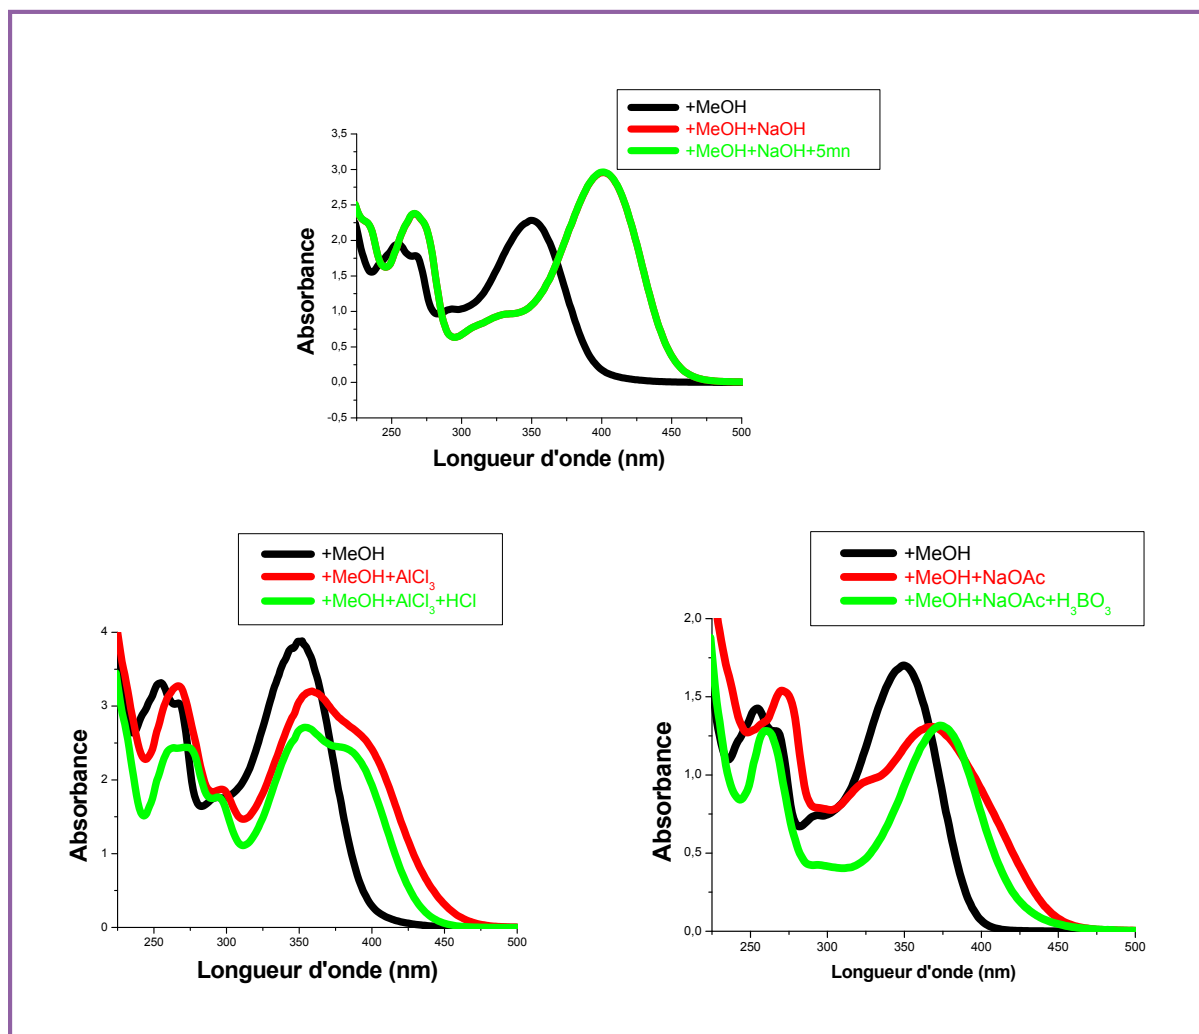 +MeOH
+MeOH+NaOH
+MeOH+NaOH+5mn
3,5
3,0
2,5
2,0
1,5
1,0
0,5
0,0
-0,5
Absorbance
250 300 350 400 450 500
Longueur d'onde (nm)
+MeOH
+MeOH+AlCl₃
+MeOH+AlCl₃+HCl
4
3
2
1
0
Absorbance
250 300 350 400 450 500
Longueur d'onde (nm)
+MeOH
+MeOH+NaOAc
+MeOH+NaOAc+H₃BO₃
2,0
1,5
1,0
0,5
0,0
Absorbance
250 300 350 400 450 500
Longueur d'onde (nm)